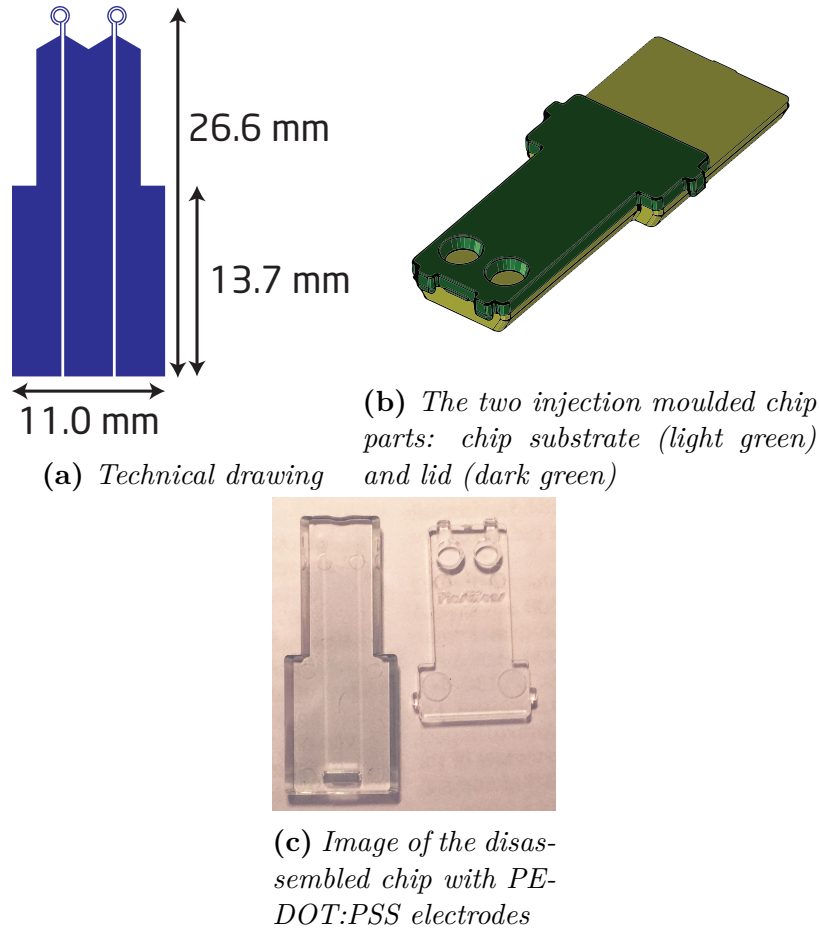 26.6 mm
13.7 mm
11.0 mm
(a) Technical drawing
(b) The two injection moulded chip
parts: chip substrate (light green)
and lid (dark green)
(c) Image of the disas-
sembled chip with PE-
DOT:PSS electrodes